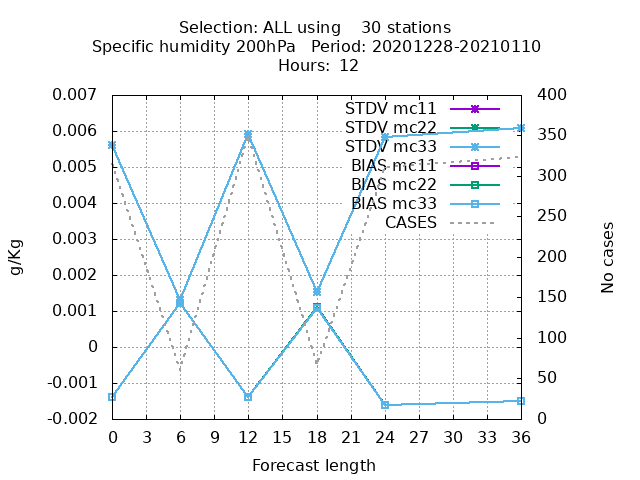 Selection: ALL using    30 stations
Specific humidity 200hPa   Period: 20201228-20210110
Hours:  12
0.007
0.006
0.005
0.004
0.003
0.002
0.001
0
-0.001
-0.002
g/Kg
STDV mc11
STDV mc22
STDV mc33
BIAS mc11
BIAS mc22
BIAS mc33
CASES
400
350
300
250
200
150
100
50
0
No cases
0 3 6 9 12 15 18 21 24 27 30 33 36
Forecast length